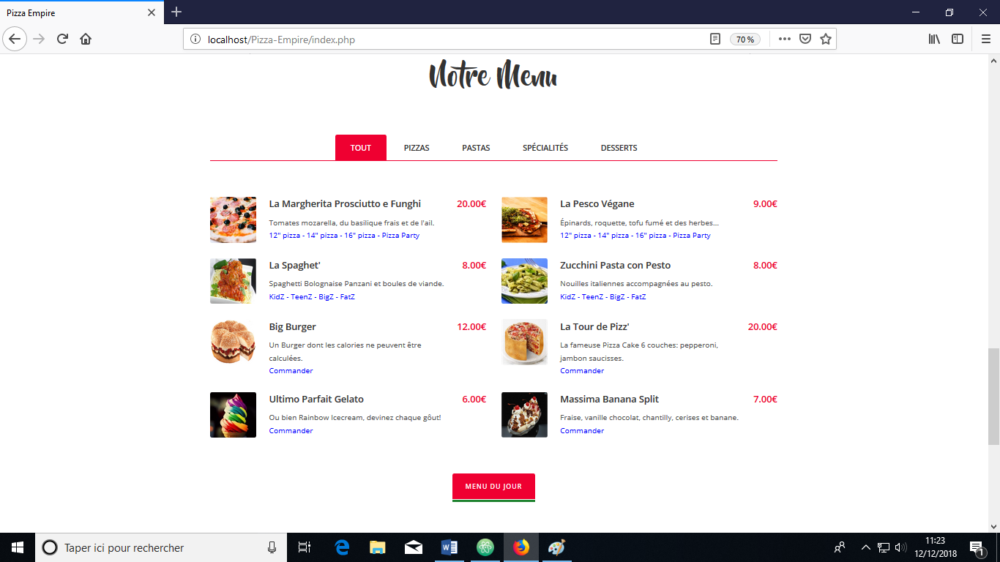 Pizza Empire
localhost/Pizza-Empire/index.php
70 %
Notre Menu
TOUT PIZZAS PASTAS SPÉCIALITÉS DESSERTS
La Margherita Prosciutto e Funghi 20.00€
Tomates mozarella, du basilique frais et de l'ail.
12" pizza - 14" pizza - 16" pizza - Pizza Party
La Pesco Végane 9.00€
Épinards, roquette, tofu fumé et des herbes...
12" pizza - 14" pizza - 16" pizza - Pizza Party
La Spaghet' 8.00€
Spaghetti Bolognaise Panzani et boules de viande.
KidZ - TeenZ - BigZ - FatZ
Zucchini Pasta con Pesto 8.00€
Nouilles italiennes accompagnées au pesto.
KidZ - TeenZ - BigZ - FatZ
Big Burger 12.00€
Un Burger dont les calories ne peuvent être
calculées.
Commander
La Tour de Pizz' 20.00€
La fameuse Pizza Cake 6 couches: pepperoni,
jambon saucisses.
Commander
Ultimo Parfait Gelato 6.00€
Ou bien Rainbow Icecream, devinez chaque gôut!
Commander
Massima Banana Split 7.00€
Fraise, vanille chocolat, chantilly, cerises et banane.
Commander
MENU DU JOUR
Taper ici pour rechercher
11:23
12/12/2018
1